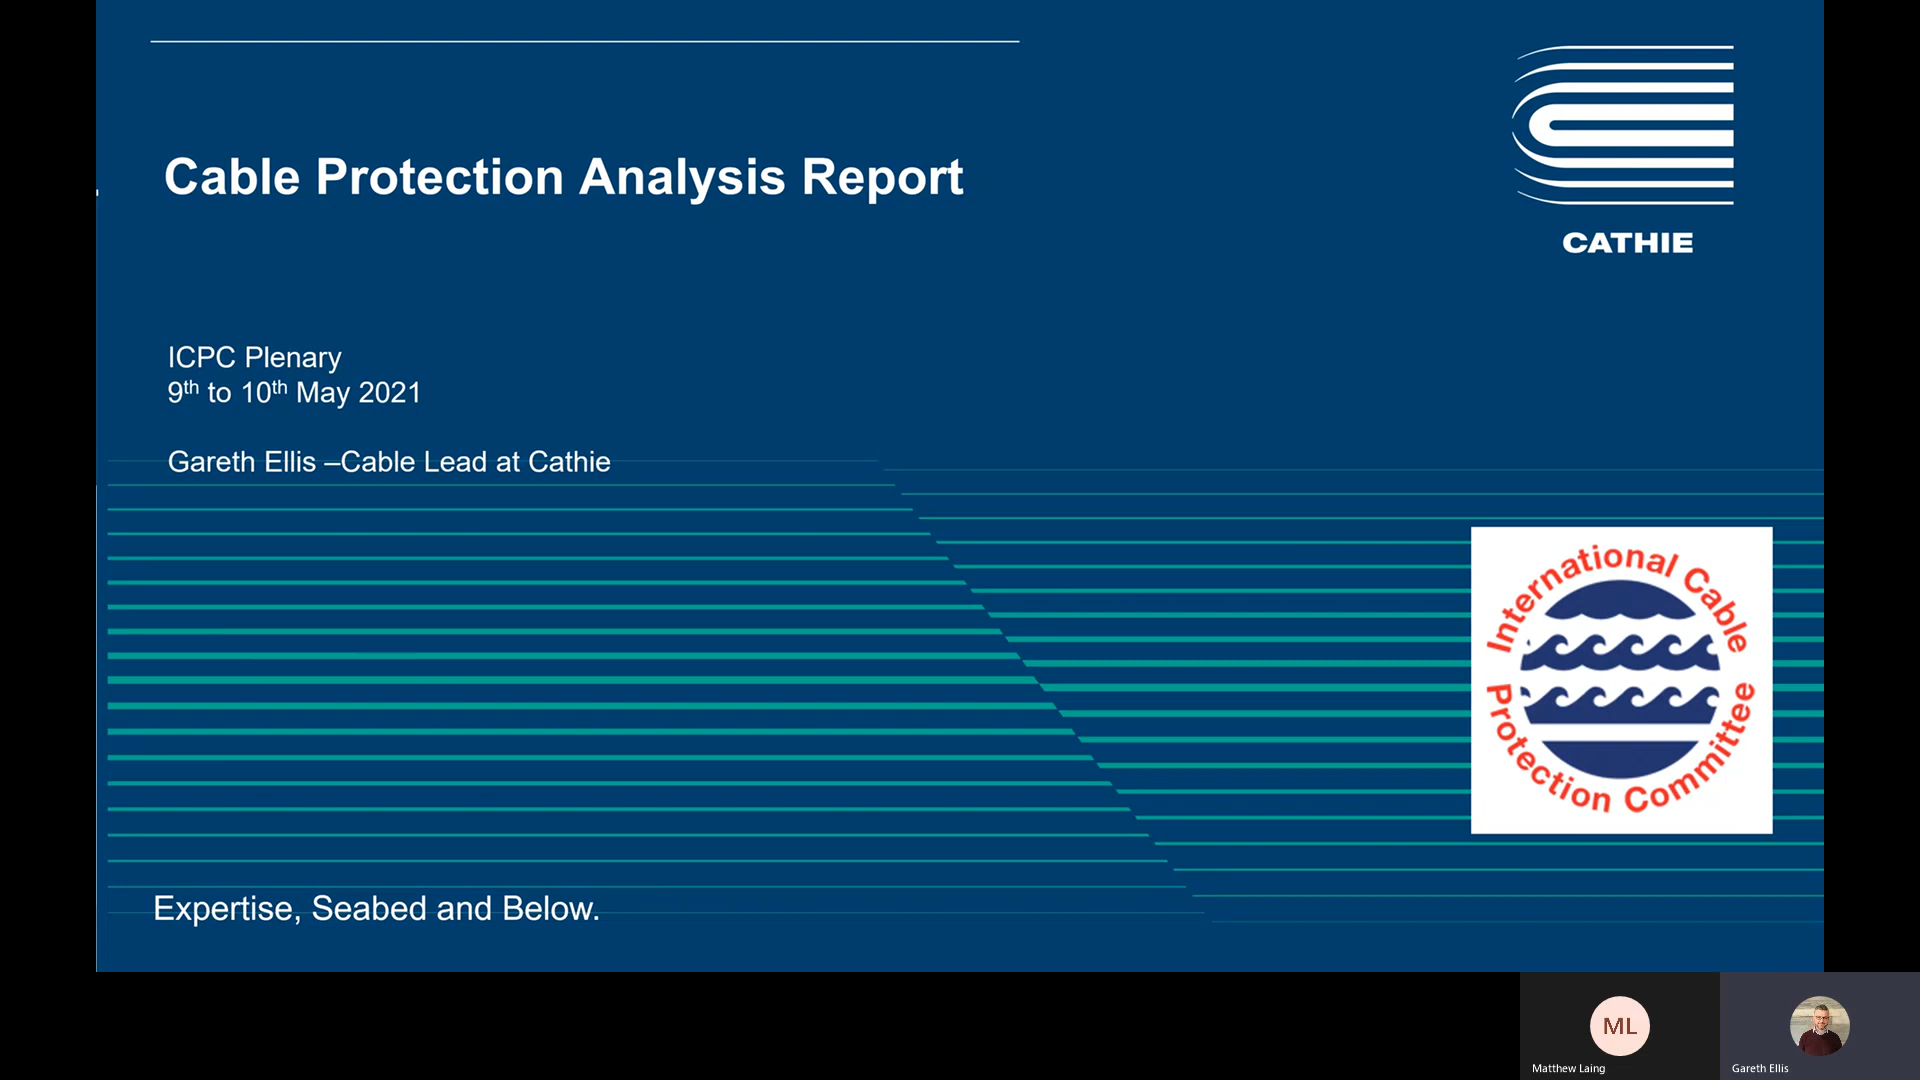 Cable Protection Analysis Report
CATHIE
ICPC Plenary
9th to 10th May 2021
Gareth Ellis –Cable Lead at Cathie
International Cable
Protection Committee
Expertise, Seabed and Below.
ML
Matthew Laing
Gareth Ellis